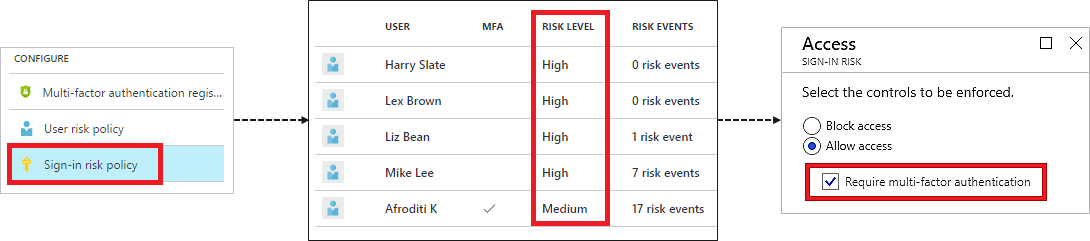 CONFIGURE
Multi-factor authentication regis...
User risk policy
Sign-in risk policy
USER MFA RISK LEVEL RISK EVENTS
Harry Slate High 0 risk events
Lex Brown High 0 risk events
Liz Bean High 1 risk event
Mike Lee High 7 risk events
Afroditi K Medium 17 risk events
Access
SIGN-IN RISK
Select the controls to be enforced.
Block access
Allow access
Require multi-factor authentication